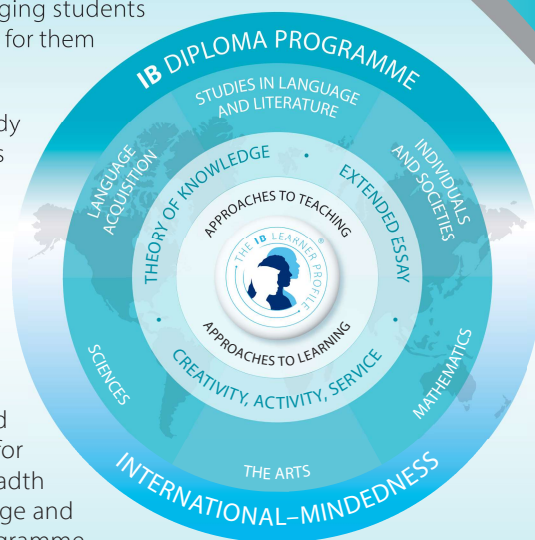 ging students
for them
IB DIPLOMA PROGRAMME
STUDIES IN LANGUAGE
AND LITERATURE
LANGUAGE
ACQUISITION
INDIVIDUALS
AND SOCIETIES
THEORY OF KNOWLEDGE
•
EXTENDED ESSAY
•
APPROACHES TO TEACHING
THE IB LEARNER PROFILE
®
APPROACHES TO LEARNING
•
CREATIVITY, ACTIVITY, SERVICE
SCIENCES
MATHEMATICS
THE ARTS
INTERNATIONAL–MINDEDNESS
dy
s
d
for
adth
ge and
gramme